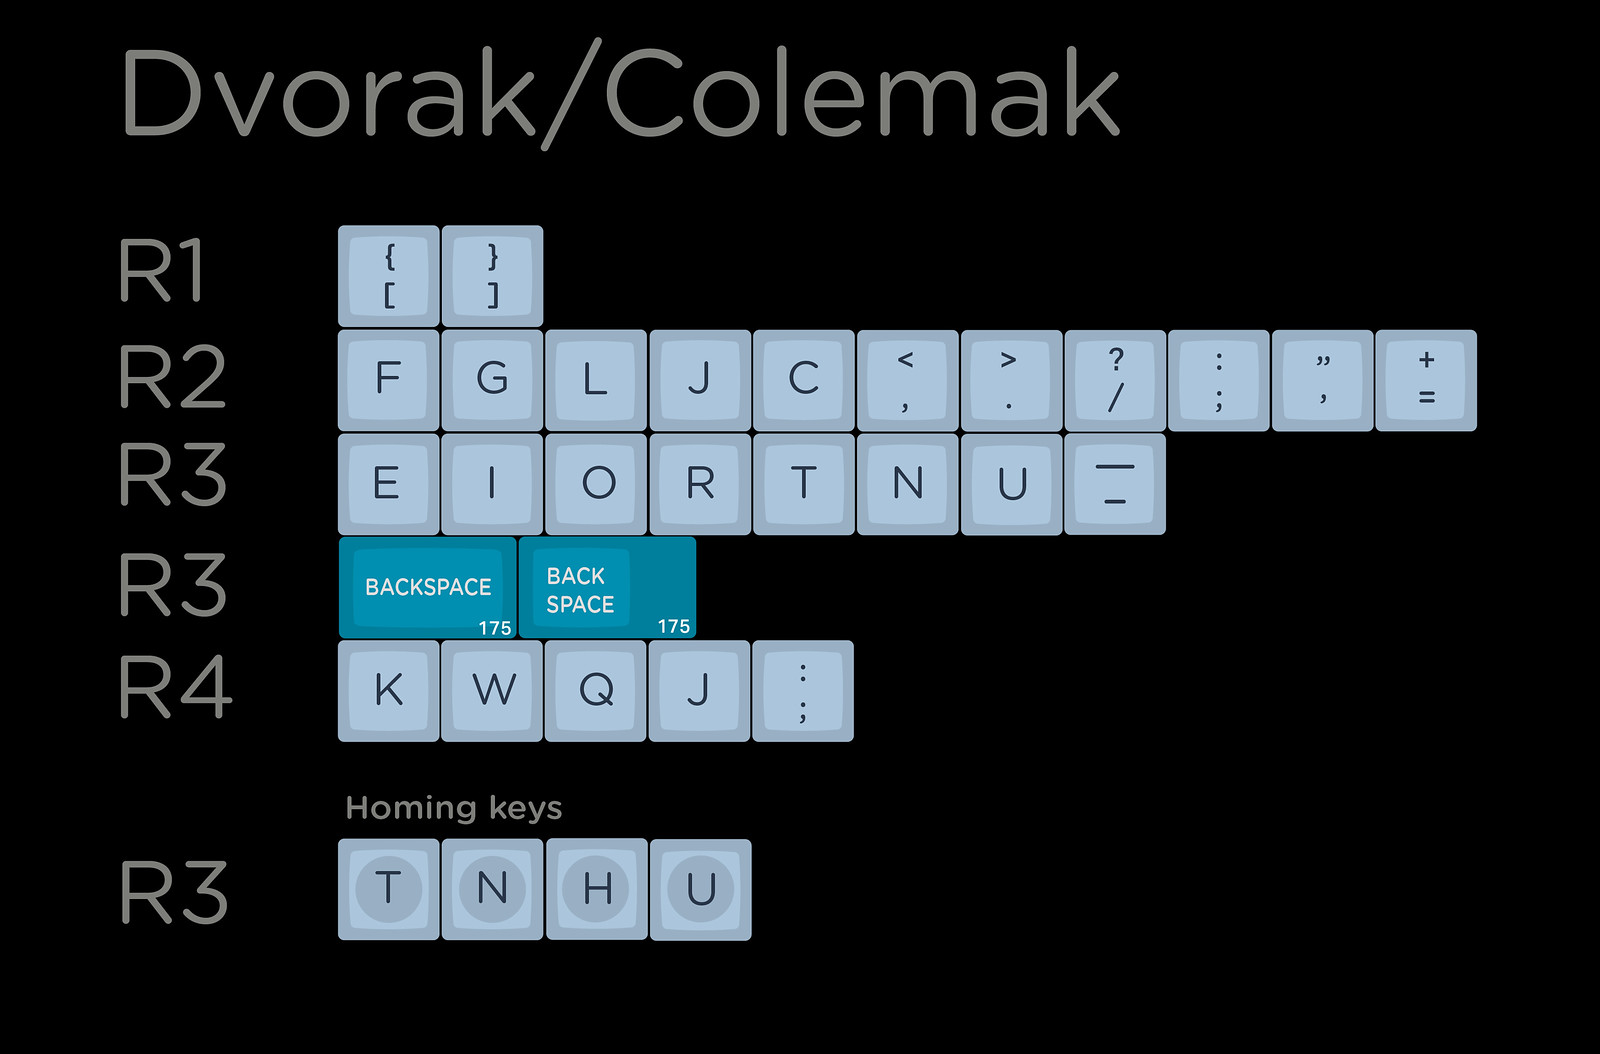 Dvorak/Colemak
R1 { }
[ ]
R2 F G L J C < > ? : ” +
, . / ; ’ =
R3 E I O R T N U —
-
R3 BACKSPACE 175 BACK SPACE 175
R4 K W Q J :
;
Homing keys
R3 T N H U